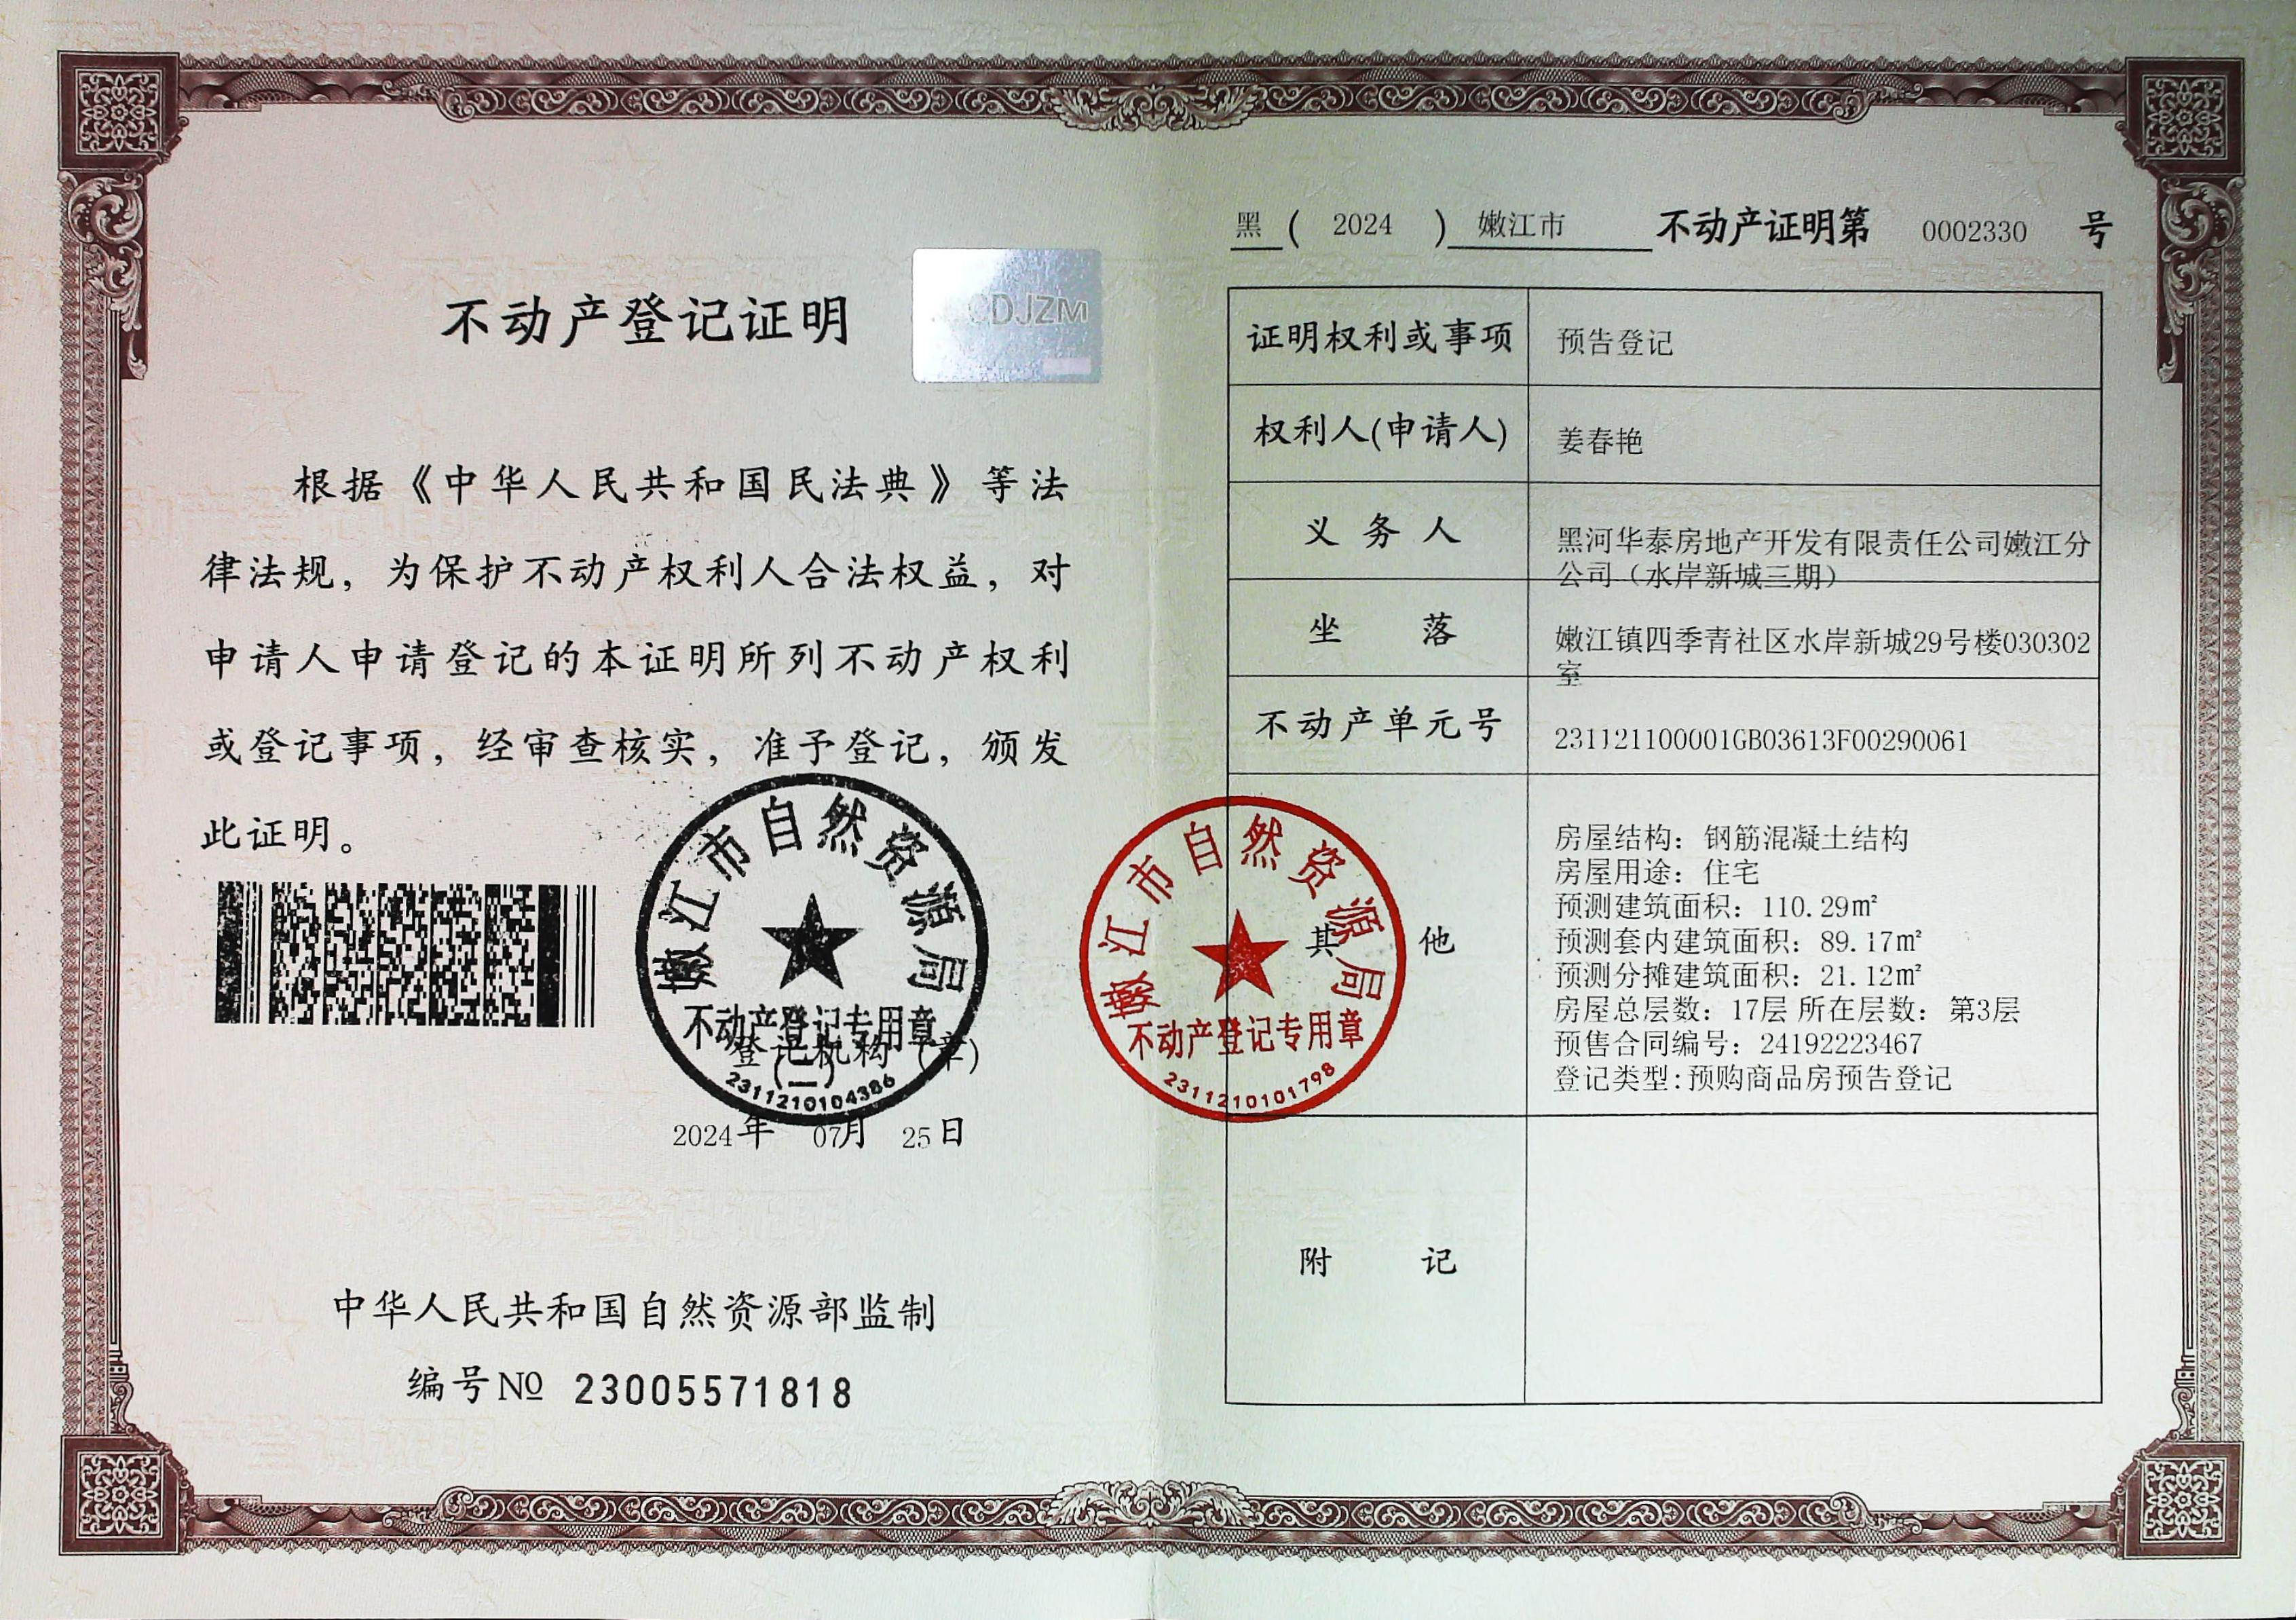 不动产登记证明
CDJZM
根据《中华人民共和国民法典》等法
律法规，为保护不动产权利人合法权益，对
申请人申请登记的本证明所列不动产权利
或登记事项，经审查核实，准予登记，颁发
此证明。
嫩江市自然资源局
不动产登记专用章
(二)
2311210104386
登记机构（章）
2024年 07月 25日
中华人民共和国自然资源部监制
编号№ 23005571818
黑 ( 2024 ) 嫩江市 不动产证明第 0002330 号
证明权利或事项 预告登记
权利人(申请人) 姜春艳
义务人 黑河华泰房地产开发有限责任公司嫩江分
公司（水岸新城三期）
坐落 嫩江镇四季青社区水岸新城29号楼030302
室
不动产单元号 231121100001GB03613F00290061
其他
房屋结构：钢筋混凝土结构
房屋用途：住宅
预测建筑面积：110.29㎡
预测套内建筑面积：89.17㎡
预测分摊建筑面积：21.12㎡
房屋总层数：17层 所在层数：第3层
预售合同编号：24192223467
登记类型:预购商品房预告登记
嫩江市自然资源局
不动产登记专用章
2311210101798
附记